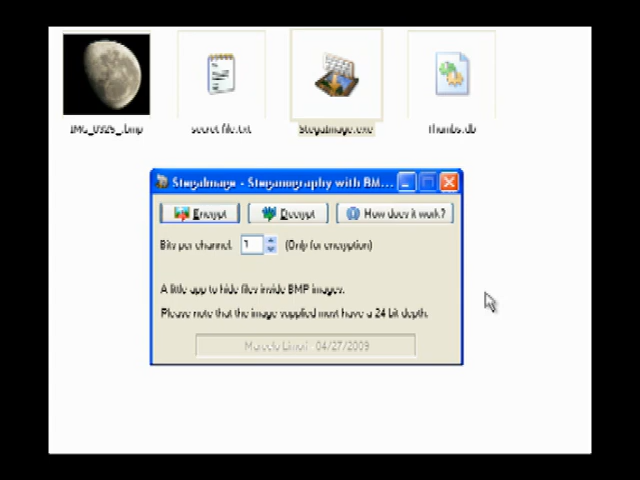 IMG_0325_.bmp
secret file.txt
StegaImage.exe
Thumbs.db
StegaImage - Steganography with BM...
Encrypt
Decrypt
How does it work?
Bits per channel: 1 (Only for encryption)
A little app to hide files inside BMP images.
Please note that the image supplied must have a 24 bit depth.
04/27/2009